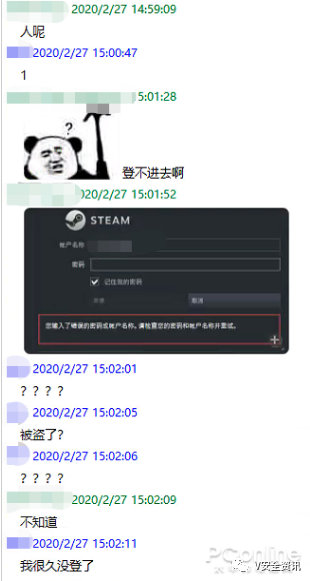 2020/2/27 14:59:09
人呢
2020/2/27 15:00:47
1
5:01:28
?
登不进去啊
2020/2/27 15:01:52
STEAM
帐户名称
密码
记住我的密码
取消
您输入了错误的密码或帐户名称。请检查您的密码和帐户名称并重试。
2020/2/27 15:02:01
？？？？
2020/2/27 15:02:05
被盗了?
2020/2/27 15:02:06
？？？？
2020/2/27 15:02:09
不知道
2020/2/27 15:02:11
我很久没登了
PConline
V安全资讯